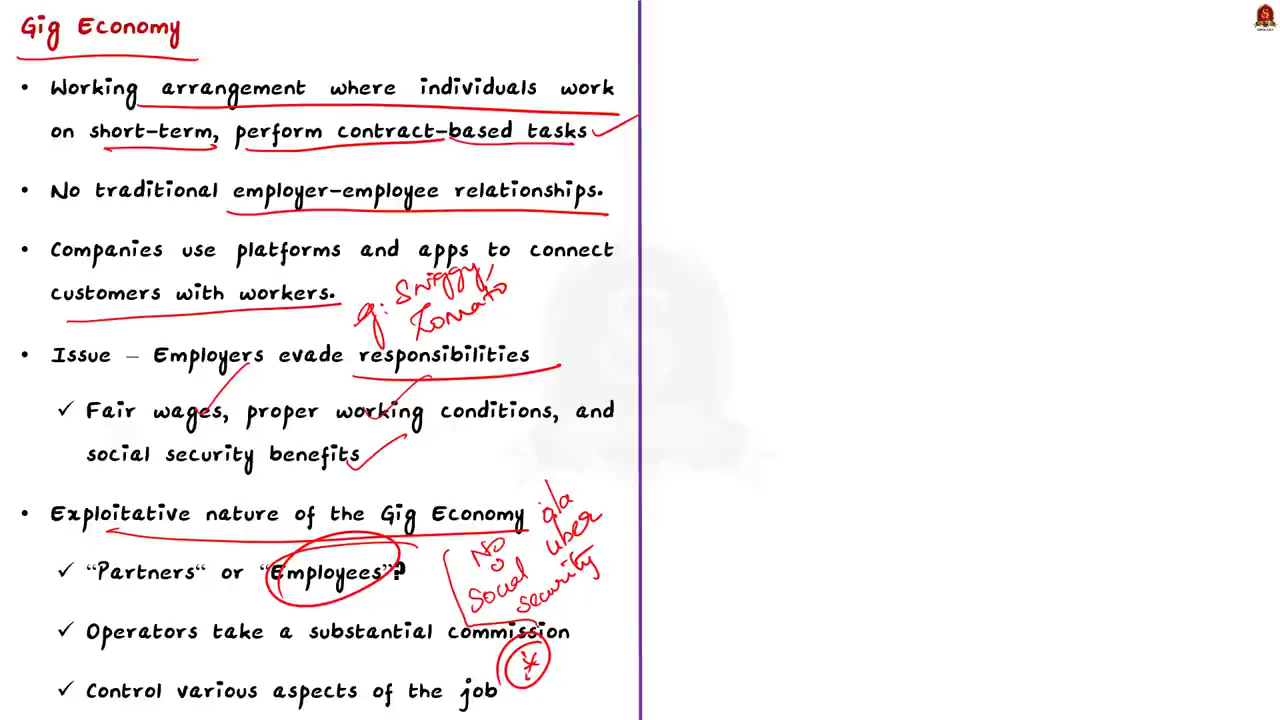 Gig Economy
• Working arrangement where individuals work
on short-term, perform contract-based tasks
• No traditional employer-employee relationships.
• Companies use platforms and apps to connect
customers with workers.
eg: Swiggy,
Zomato
• Issue – Employers evade responsibilities
✓ Fair wages, proper working conditions, and
social security benefits
• Exploitative nature of the Gig Economy
ola
uber
No
Social
security
✓ “Partners“ or “Employees”?
✓ Operators take a substantial commission
✓ Control various aspects of the job
S